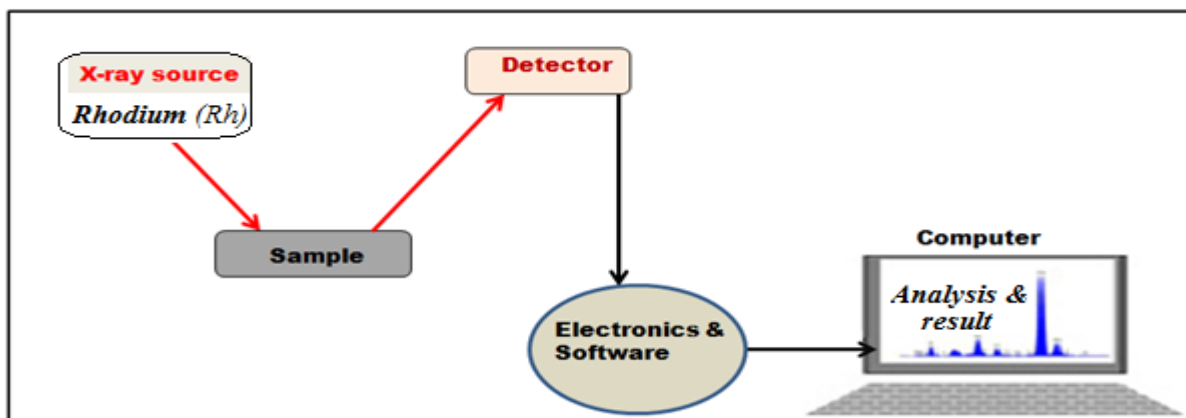 X-ray source
Rhodium (Rh)
Detector
Sample
Computer
Analysis &
result
Electronics &
Software